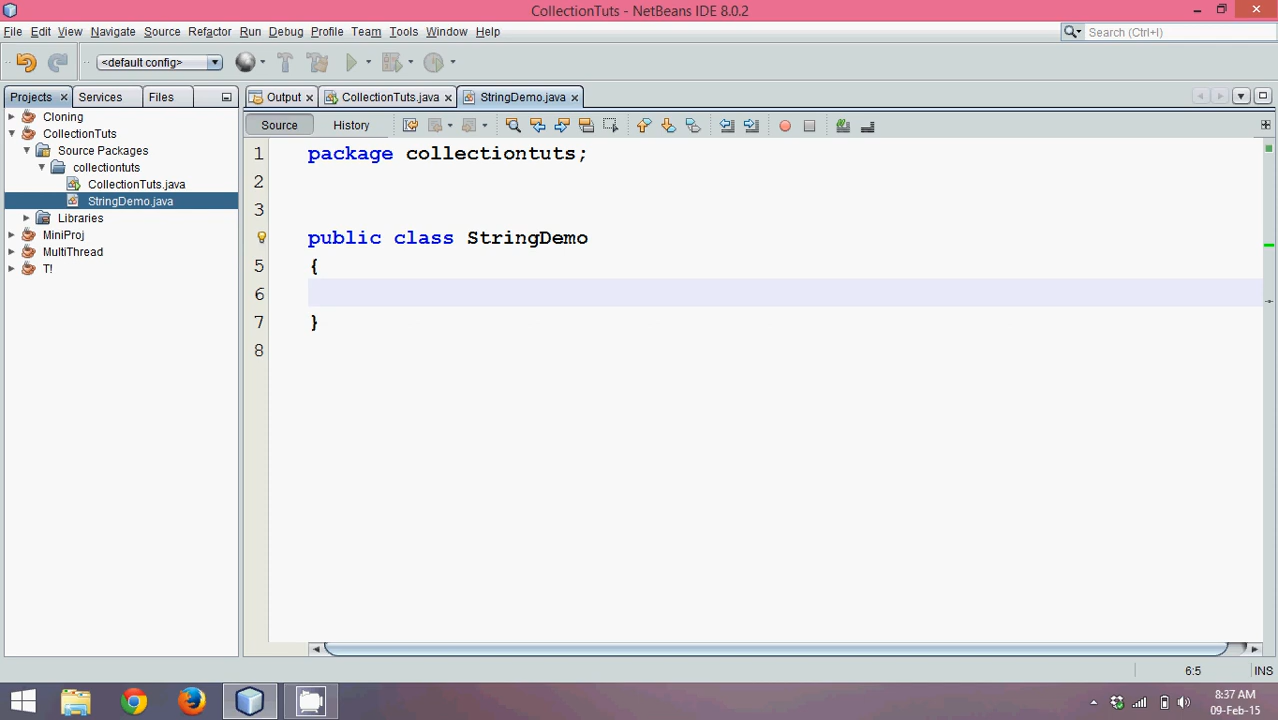 CollectionTuts - NetBeans IDE 8.0.2
File Edit View Navigate Source Refactor Run Debug Profile Team Tools Window Help
Search (Ctrl+I)
<default config>
Projects Services Files
Output CollectionTuts.java StringDemo.java
Cloning
CollectionTuts
Source Packages
collectiontuts
CollectionTuts.java
StringDemo.java
Libraries
MiniProj
MultiThread
T!
Source History
1 package collectiontuts;
2
3
public class StringDemo
5 {
6
7 }
8
6:5 INS
8:37 AM
09-Feb-15